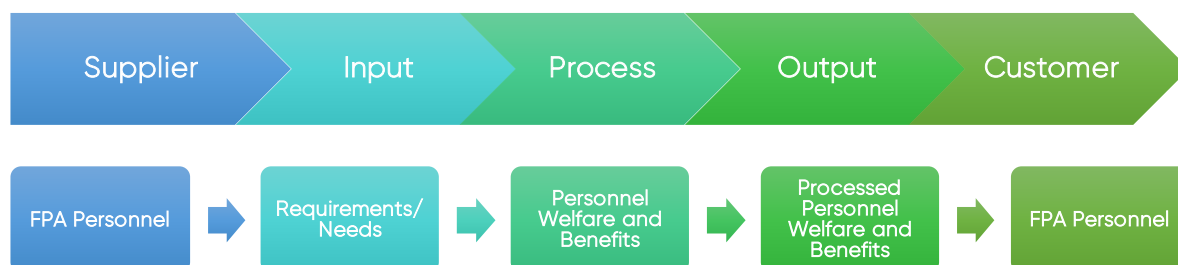 Supplier
Input
Process
Output
Customer
FPA Personnel
Requirements/
Needs
Personnel
Welfare and
Benefits
Processed
Personnel
Welfare and
Benefits
FPA Personnel